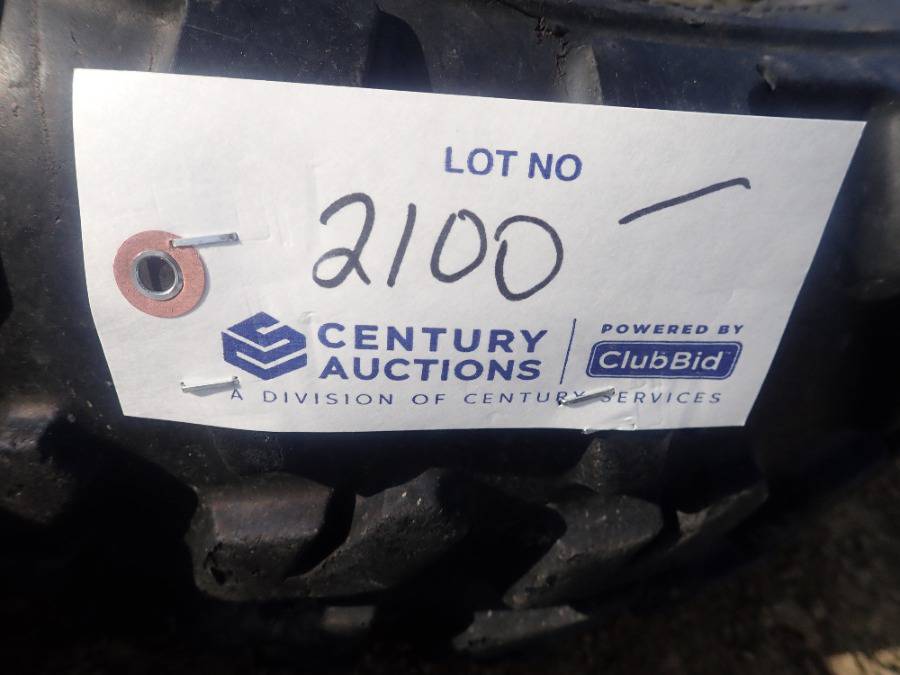 LOT NO
2100 —
CENTURY
AUCTIONS
POWERED BY
ClubBid
A DIVISION OF CENTURY SERVICES